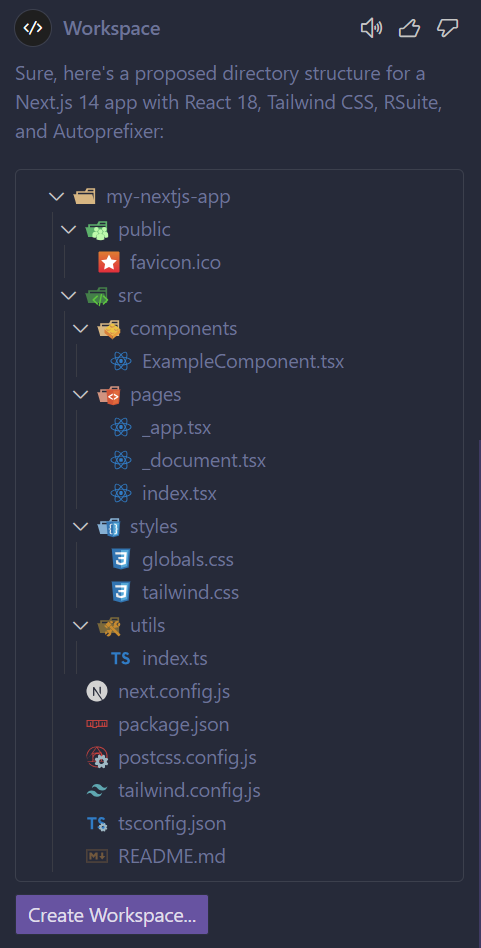 Workspace
Sure, here's a proposed directory structure for a
Next.js 14 app with React 18, Tailwind CSS, RSuite,
and Autoprefixer:
my-nextjs-app
public
favicon.ico
src
components
ExampleComponent.tsx
pages
_app.tsx
_document.tsx
index.tsx
styles
globals.css
tailwind.css
utils
TS index.ts
N next.config.js
npm package.json
postcss.config.js
tailwind.config.js
TS tsconfig.json
M README.md
Create Workspace...